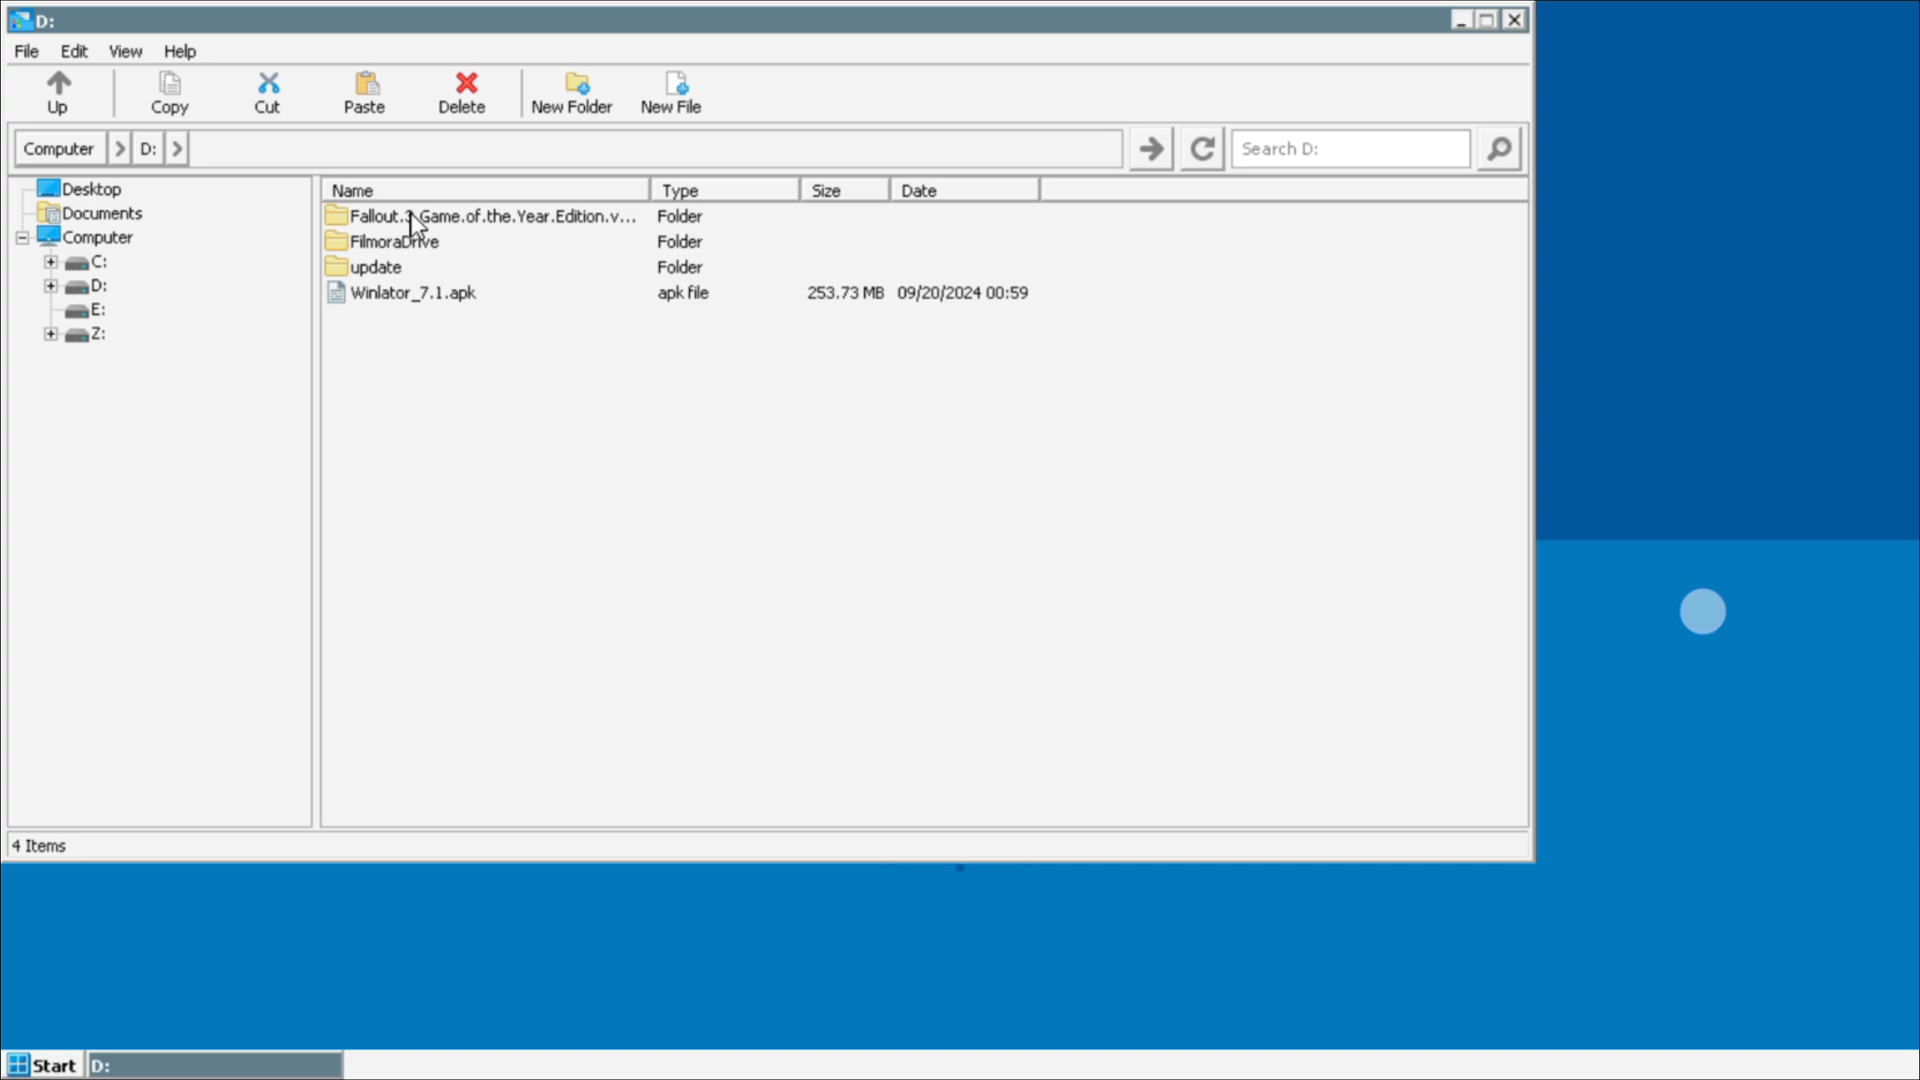 D:
File Edit View Help
Up Copy Cut Paste Delete New Folder New File
Computer > D: > Search D:
Desktop
Documents
Computer
C:
D:
E:
Z:
Name Type Size Date
Fallout.3.Game.of.the.Year.Edition.v... Folder
FilmoraDrive Folder
update Folder
Winlator_7.1.apk apk file 253.73 MB 09/20/2024 00:59
4 Items
Start D: